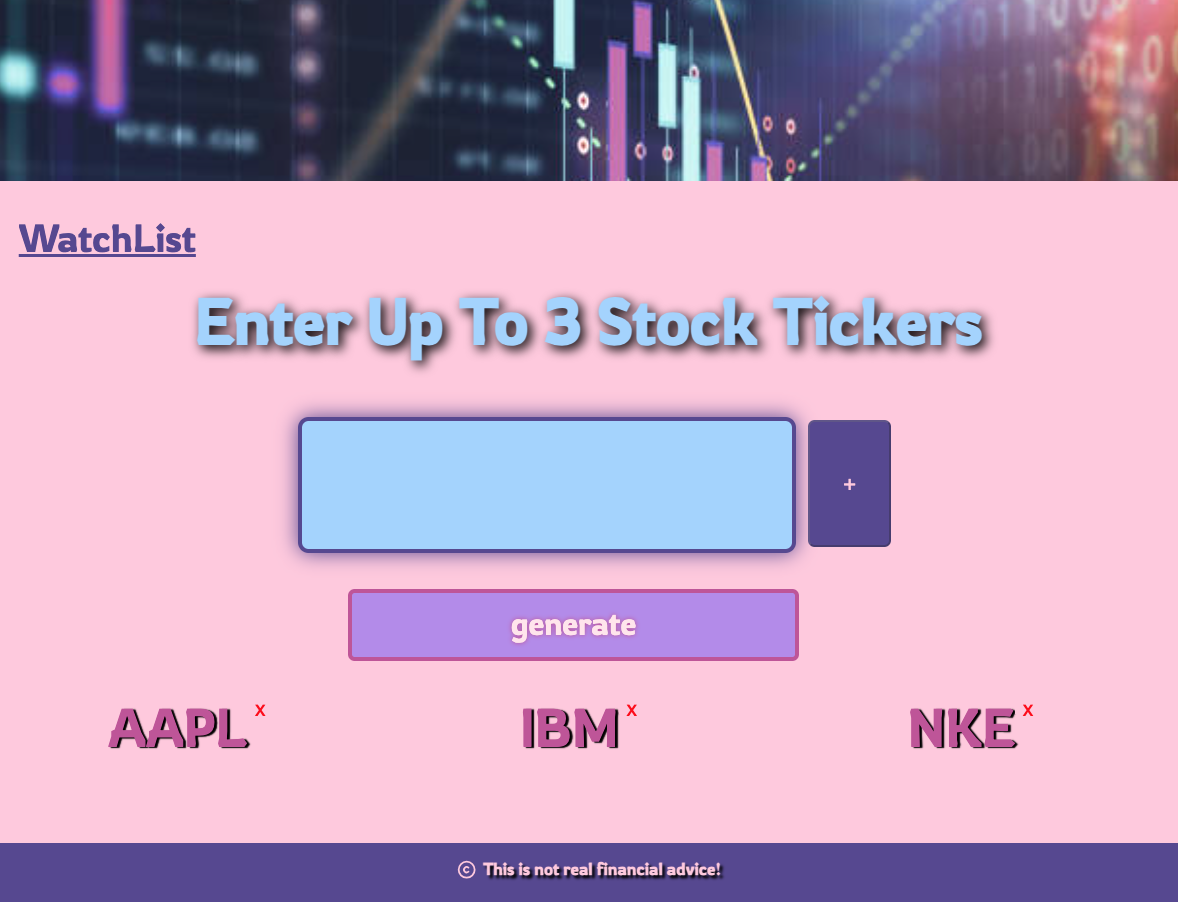 WatchList
Enter Up To 3 Stock Tickers
+
generate
AAPL x IBM x NKE x
© This is not real financial advice!